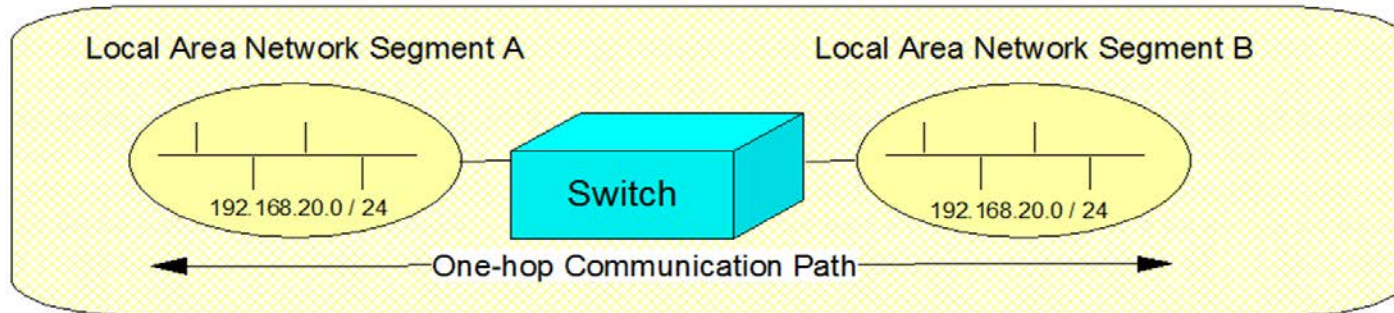 Local Area Network Segment A
Local Area Network Segment B
Switch
192.168.20.0 / 24
192.168.20.0 / 24
One-hop Communication Path